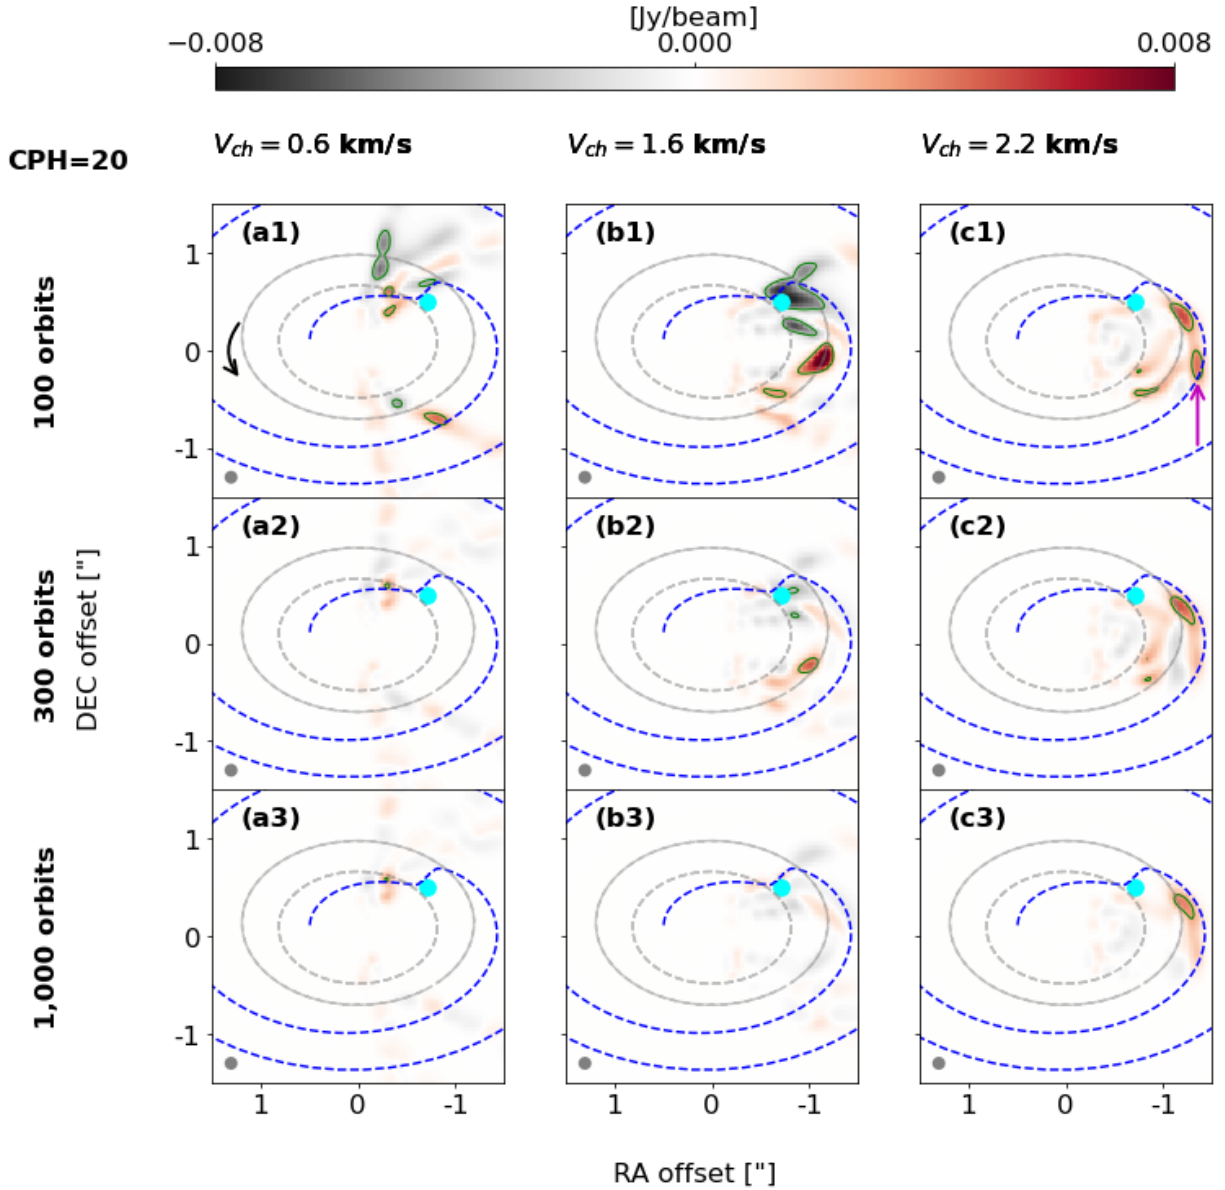 [Jy/beam]
−0.008 0.000 0.008
CPH=20
V_ch = 0.6 km/s V_ch = 1.6 km/s V_ch = 2.2 km/s
100 orbits
(a1) (b1) (c1)
1
0
-1
300 orbits
DEC offset ["]
(a2) (b2) (c2)
1
0
-1
1,000 orbits
(a3) (b3) (c3)
1
0
-1
1 0 -1 1 0 -1 1 0 -1
RA offset ["]